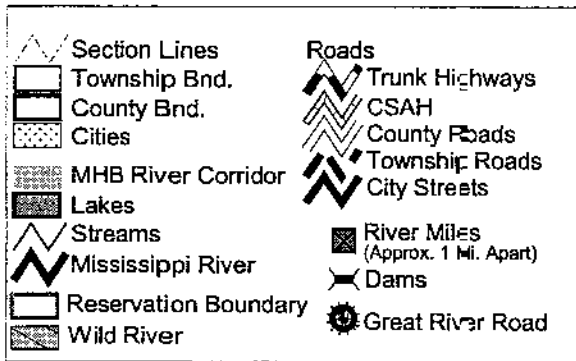 Section Lines
Township Bnd.
County Bnd.
Cities
MHB River Corridor
Lakes
Streams
Mississippi River
Reservation Boundary
Wild River
Roads
Trunk Highways
CSAH
County Roads
Township Roads
City Streets
River Miles
(Approx. 1 Mi. Apart)
Dams
Great River Road